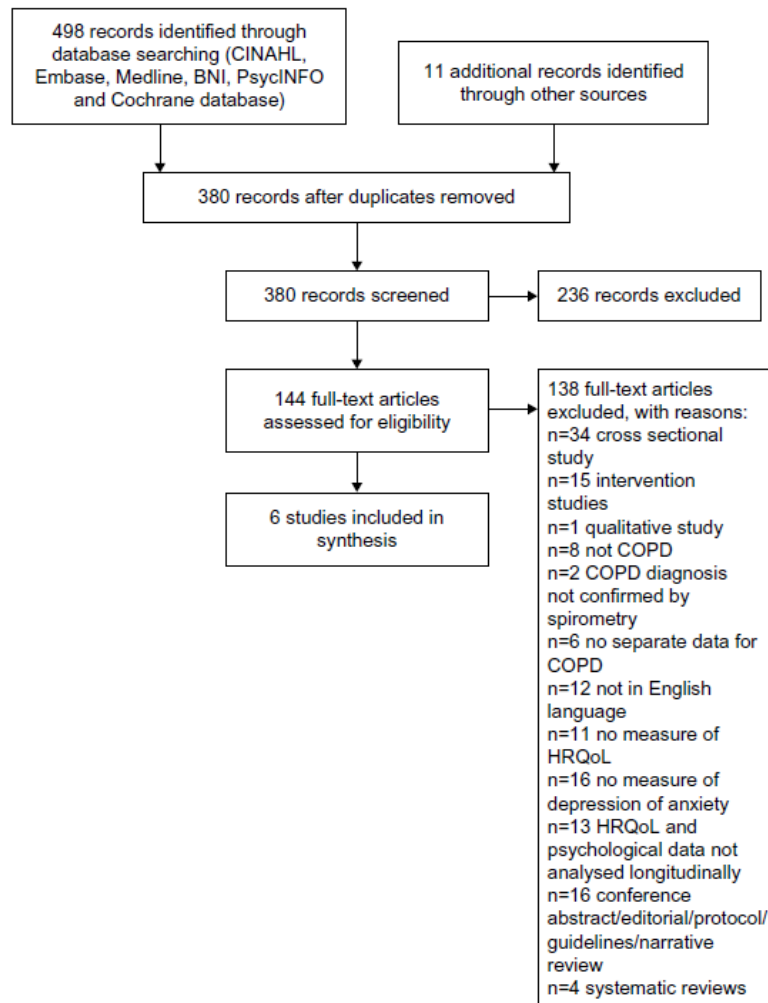 498 records identified through
database searching (CINAHL,
Embase, Medline, BNI, PsycINFO
and Cochrane database)
11 additional records identified
through other sources
380 records after duplicates removed
380 records screened
236 records excluded
144 full-text articles
assessed for eligibility
138 full-text articles
excluded, with reasons:
n=34 cross sectional
study
n=15 intervention
studies
n=1 qualitative study
n=8 not COPD
n=2 COPD diagnosis
not confirmed by
spirometry
n=6 no separate data for
COPD
n=12 not in English
language
n=11 no measure of
HRQoL
n=16 no measure of
depression of anxiety
n=13 HRQoL and
psychological data not
analysed longitudinally
n=16 conference
abstract/editorial/protocol/
guidelines/narrative
review
n=4 systematic reviews
6 studies included in
synthesis